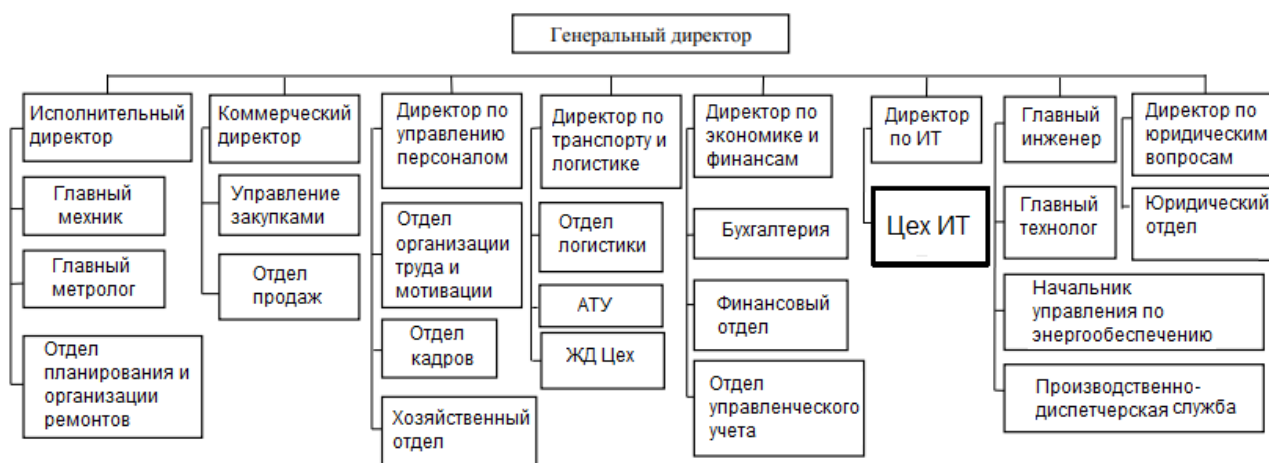 Генеральный директор
Исполнительный
директор
Главный
мехник
Главный
метролог
Отдел
планирования и
организации
ремонтов
Коммерческий
директор
Управление
закупками
Отдел
продаж
Директор по
управлению
персоналом
Отдел
организации
труда и
мотивации
Отдел
кадров
Хозяйственный
отдел
Директор по
транспорту и
логистике
Отдел
логистики
АТУ
ЖД Цех
Директор по
экономике и
финансам
Бухгалтерия
Финансовый
отдел
Отдел
управленческого
учета
Директор
по ИТ
Цех ИТ
Главный
инженер
Главный
технолог
Начальник
управления по
энергообеспечению
Производственно-
диспетчерская служба
Директор по
юридическим
вопросам
Юридический
отдел